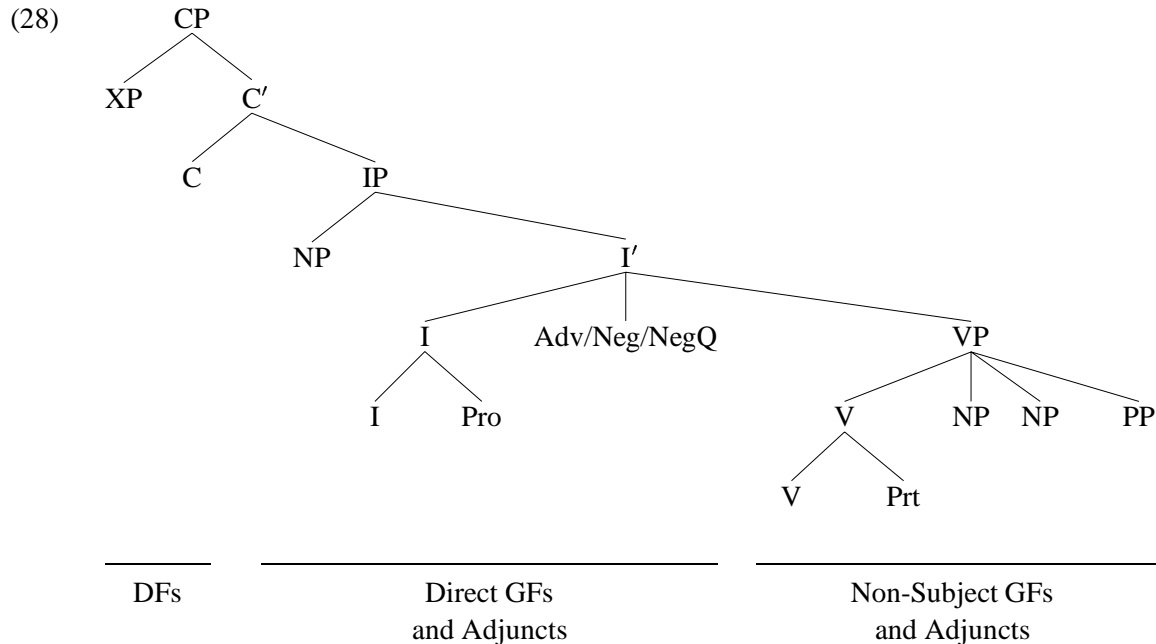 (28) CP
XP C′
C IP
NP I′
I Adv/Neg/NegQ VP
I Pro V NP NP PP
V Prt
DFs Direct GFs Non-Subject GFs
and Adjuncts and Adjuncts